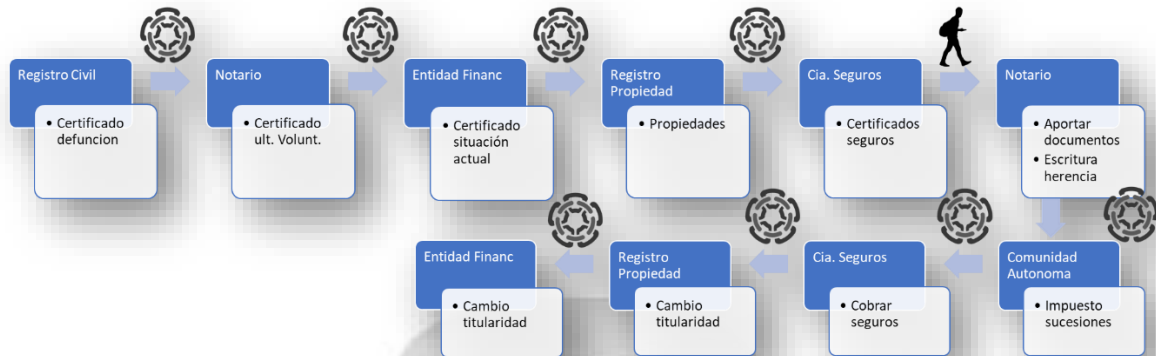 Registro Civil
• Certificado
defuncion
Notario
• Certificado
ult. Volunt.
Entidad Financ
• Certificado
situación
actual
Registro
Propiedad
• Propiedades
Cia. Seguros
• Certificados
seguros
Notario
• Aportar
documentos
• Escritura
herencia
Comunidad
Autonoma
• Impuesto
sucesiones
Cia. Seguros
• Cobrar
seguros
Registro
Propiedad
• Cambio
titularidad
Entidad Financ
• Cambio
titularidad